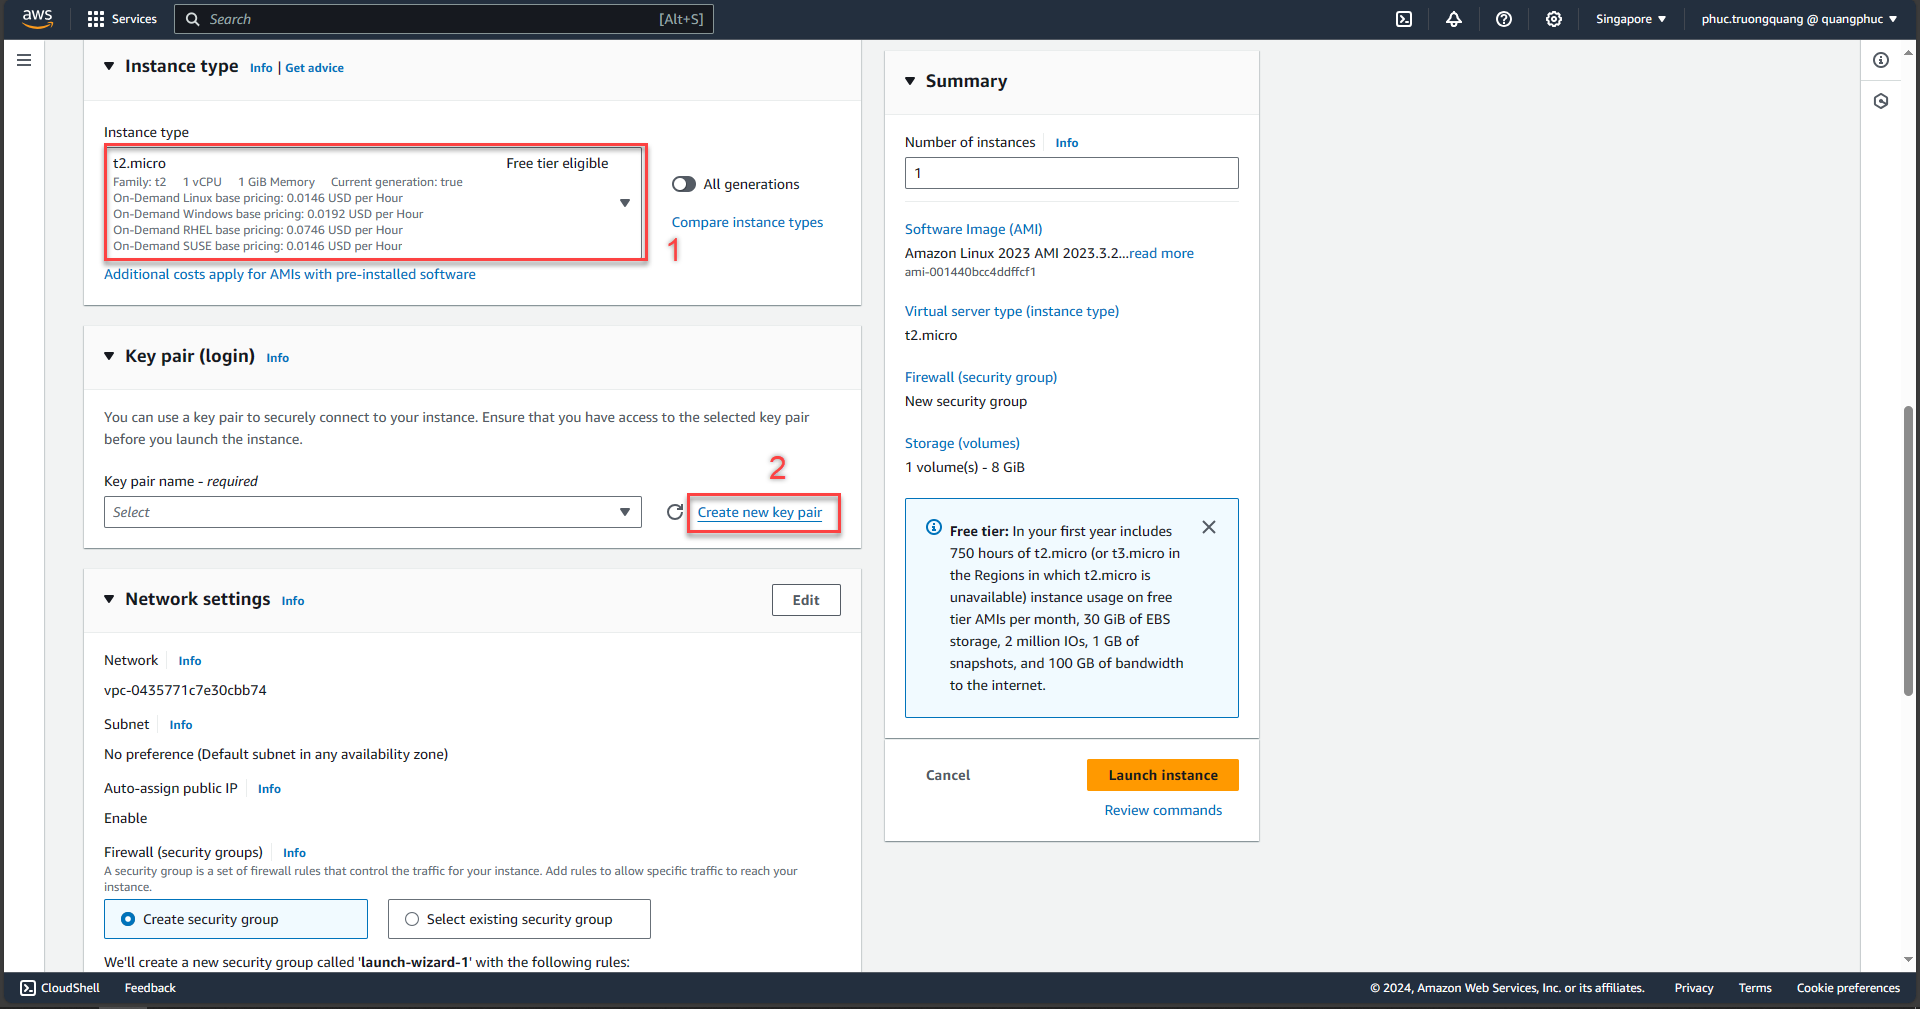 aws
Services
Search
[Alt+S]
Singapore
phuc.truongquang @ quangphuc
Instance type
Info | Get advice
Instance type
t2.micro
Free tier eligible
Family: t2 1 vCPU 1 GiB Memory Current generation: true
On-Demand Linux base pricing: 0.0146 USD per Hour
On-Demand Windows base pricing: 0.0192 USD per Hour
On-Demand RHEL base pricing: 0.0746 USD per Hour
On-Demand SUSE base pricing: 0.0146 USD per Hour
All generations
Compare instance types
1
Additional costs apply for AMIs with pre-installed software
Key pair (login) Info
You can use a key pair to securely connect to your instance. Ensure that you have access to the selected key pair
before you launch the instance.
2
Key pair name - required
Select
Create new key pair
Network settings Info
Edit
Network Info
vpc-0435771c7e30cbb74
Subnet Info
No preference (Default subnet in any availability zone)
Auto-assign public IP Info
Enable
Firewall (security groups) Info
A security group is a set of firewall rules that control the traffic for your instance. Add rules to allow specific traffic to reach your
instance.
Create security group
Select existing security group
We'll create a new security group called 'launch-wizard-1' with the following rules:
Summary
Number of instances Info
1
Software Image (AMI)
Amazon Linux 2023 AMI 2023.3.2...read more
ami-001440bcc4ddffcf1
Virtual server type (instance type)
t2.micro
Firewall (security group)
New security group
Storage (volumes)
1 volume(s) - 8 GiB
Free tier: In your first year includes
750 hours of t2.micro (or t3.micro in
the Regions in which t2.micro is
unavailable) instance usage on free
tier AMIs per month, 30 GiB of EBS
storage, 2 million IOs, 1 GB of
snapshots, and 100 GB of bandwidth
to the internet.
Cancel
Launch instance
Review commands
CloudShell
Feedback
© 2024, Amazon Web Services, Inc. or its affiliates.
Privacy
Terms
Cookie preferences